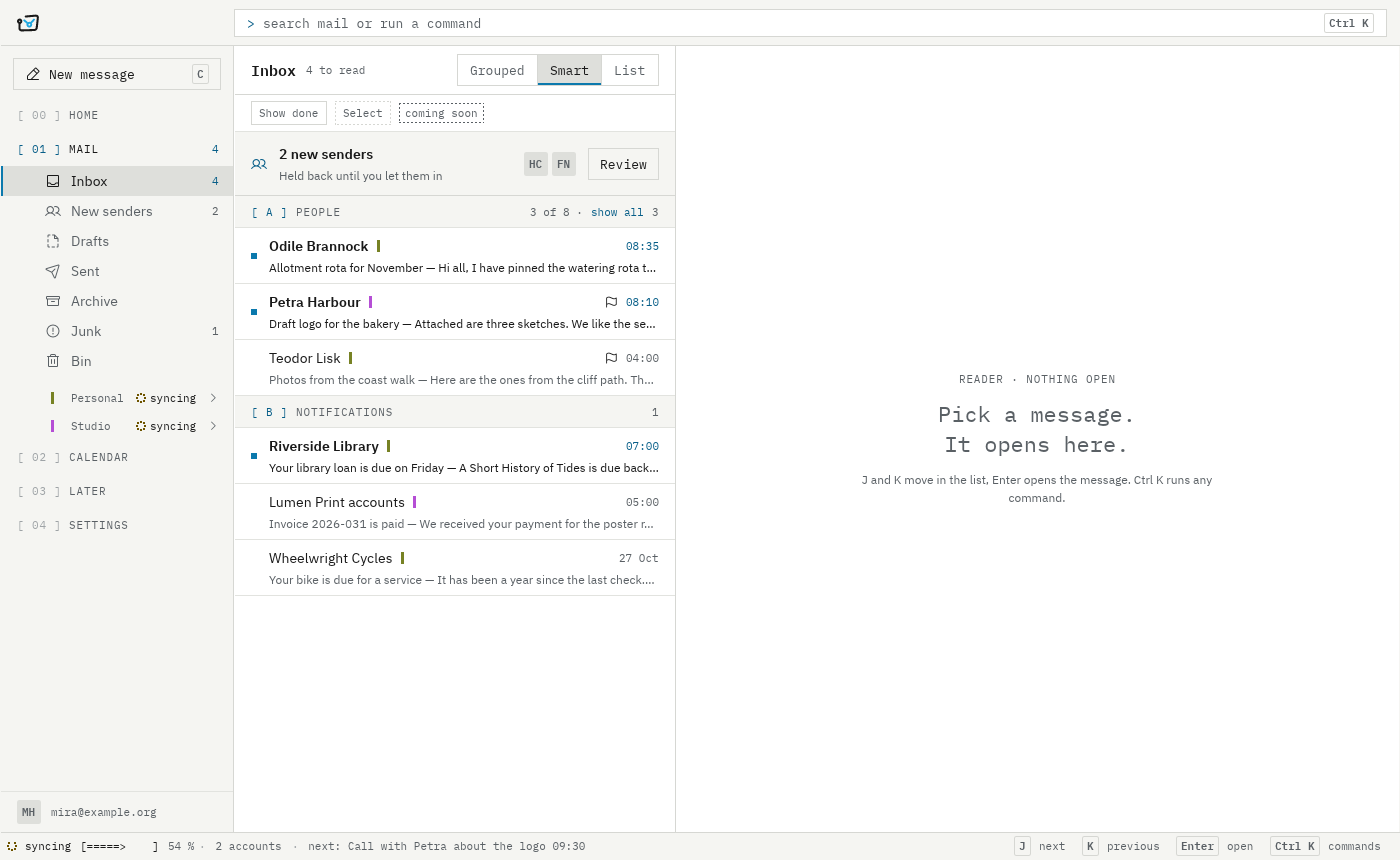 > search mail or run a command Ctrl K
New message C
[ 00 ] HOME
[ 01 ] MAIL 4
Inbox 4
New senders 2
Drafts
Sent
Archive
Junk 1
Bin
Personal syncing
Studio syncing
[ 02 ] CALENDAR
[ 03 ] LATER
[ 04 ] SETTINGS
MH mira@example.org
Inbox 4 to read Grouped Smart List
Show done Select coming soon
2 new senders
Held back until you let them in
HC FN Review
[ A ] PEOPLE 3 of 8 · show all 3
Odile Brannock 08:35
Allotment rota for November — Hi all, I have pinned the watering rota t…
Petra Harbour 08:10
Draft logo for the bakery — Attached are three sketches. We like the se…
Teodor Lisk 04:00
Photos from the coast walk — Here are the ones from the cliff path. Th…
[ B ] NOTIFICATIONS 1
Riverside Library 07:00
Your library loan is due on Friday — A Short History of Tides is due back…
Lumen Print accounts 05:00
Invoice 2026-031 is paid — We received your payment for the poster r…
Wheelwright Cycles 27 Oct
Your bike is due for a service — It has been a year since the last check.…
READER · NOTHING OPEN
Pick a message.
It opens here.
J and K move in the list, Enter opens the message. Ctrl K runs any
command.
syncing [=====> ] 54 % · 2 accounts · next: Call with Petra about the logo 09:30
J next K previous Enter open Ctrl K commands